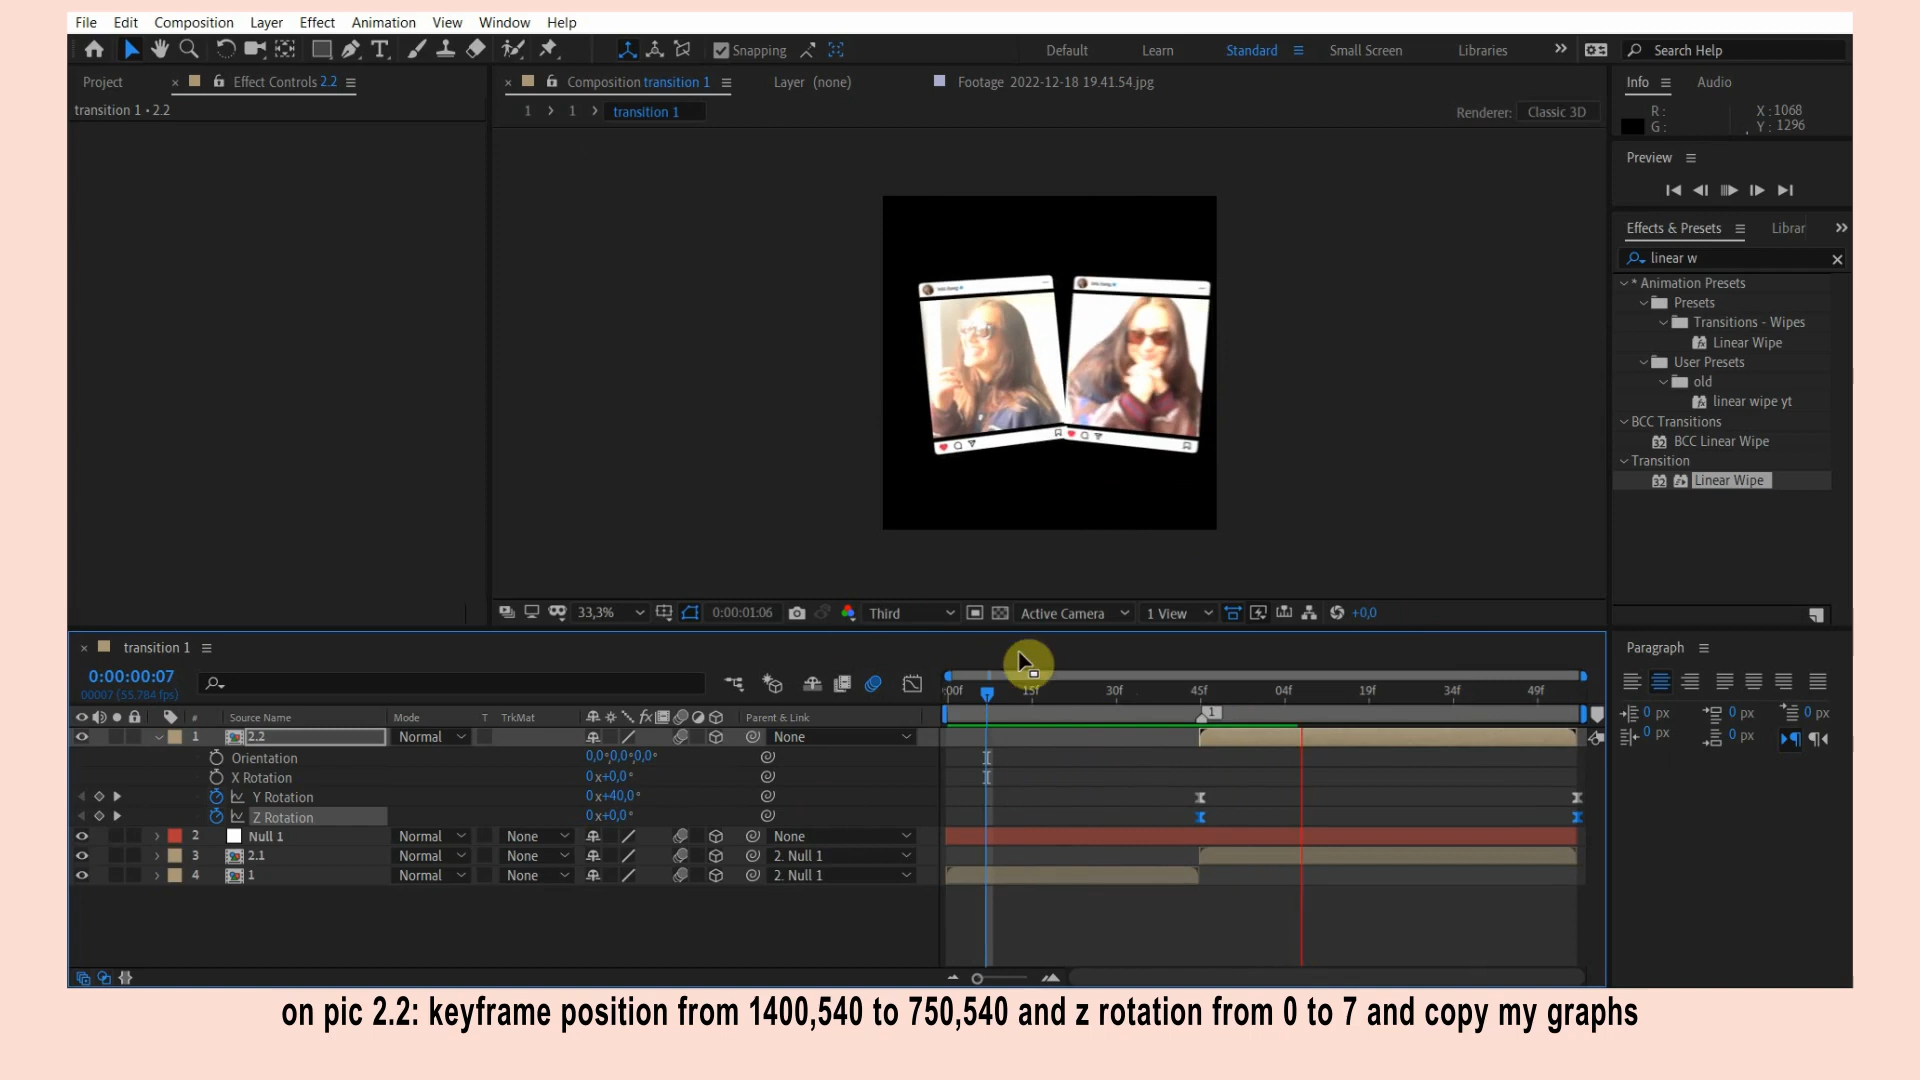 File Edit Composition Layer Effect Animation View Window Help
Snapping Default Learn Standard Small Screen Libraries Search Help
Project Effect Controls 2.2 Composition transition 1 Layer (none) Footage 2022-12-18 19.41.54.jpg Info Audio
transition 1 • 2.2
1 > 1 > transition 1 Renderer: Classic 3D
R: X : 1068
G: Y : 1296
Preview
Effects & Presets Librar
linear w
* Animation Presets
Presets
Transitions - Wipes
Linear Wipe
User Presets
old
linear wipe yt
BCC Transitions
32 BCC Linear Wipe
Transition
32 Linear Wipe
33,3% 0:00:01:06 Third Active Camera 1 View +0,0
transition 1
0:00:00:07
00007 (55.784 fps)
:00f 15f 30f 45f 04f 19f 34f 49f
# Source Name Mode T TrkMat fx Parent & Link 1
1 2.2 Normal None
Orientation 0,0°,0,0°,0,0°
X Rotation 0 x+0,0°
Y Rotation 0 x+40,0°
Z Rotation 0 x+0,0°
2 Null 1 Normal None None
3 2.1 Normal None 2. Null 1
4 1 Normal None 2. Null 1
Paragraph
0 px 0 px 0 px
0 px 0 px
on pic 2.2: keyframe position from 1400,540 to 750,540 and z rotation from 0 to 7 and copy my graphs